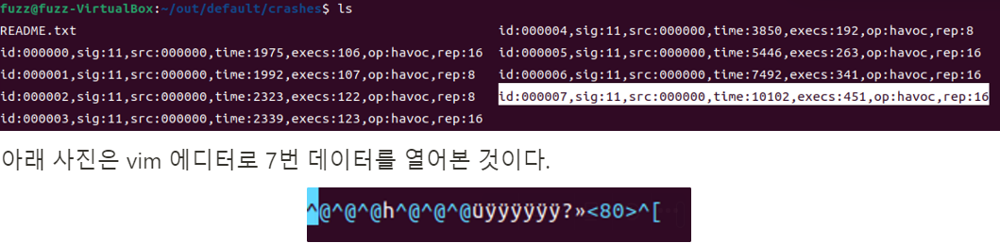 fuzz@fuzz-VirtualBox:~/out/default/crashes$ ls
README.txt
id:000000,sig:11,src:000000,time:1975,execs:106,op:havoc,rep:16
id:000001,sig:11,src:000000,time:1992,execs:107,op:havoc,rep:8
id:000002,sig:11,src:000000,time:2323,execs:122,op:havoc,rep:8
id:000003,sig:11,src:000000,time:2339,execs:123,op:havoc,rep:16
id:000004,sig:11,src:000000,time:3850,execs:192,op:havoc,rep:8
id:000005,sig:11,src:000000,time:5446,execs:263,op:havoc,rep:16
id:000006,sig:11,src:000000,time:7492,execs:341,op:havoc,rep:16
id:000007,sig:11,src:000000,time:10102,execs:451,op:havoc,rep:16
아래 사진은 vim 에디터로 7번 데이터를 열어본 것이다.
^@^@^@h^@^@^@üÿÿÿÿÿÿ?»<80>^[